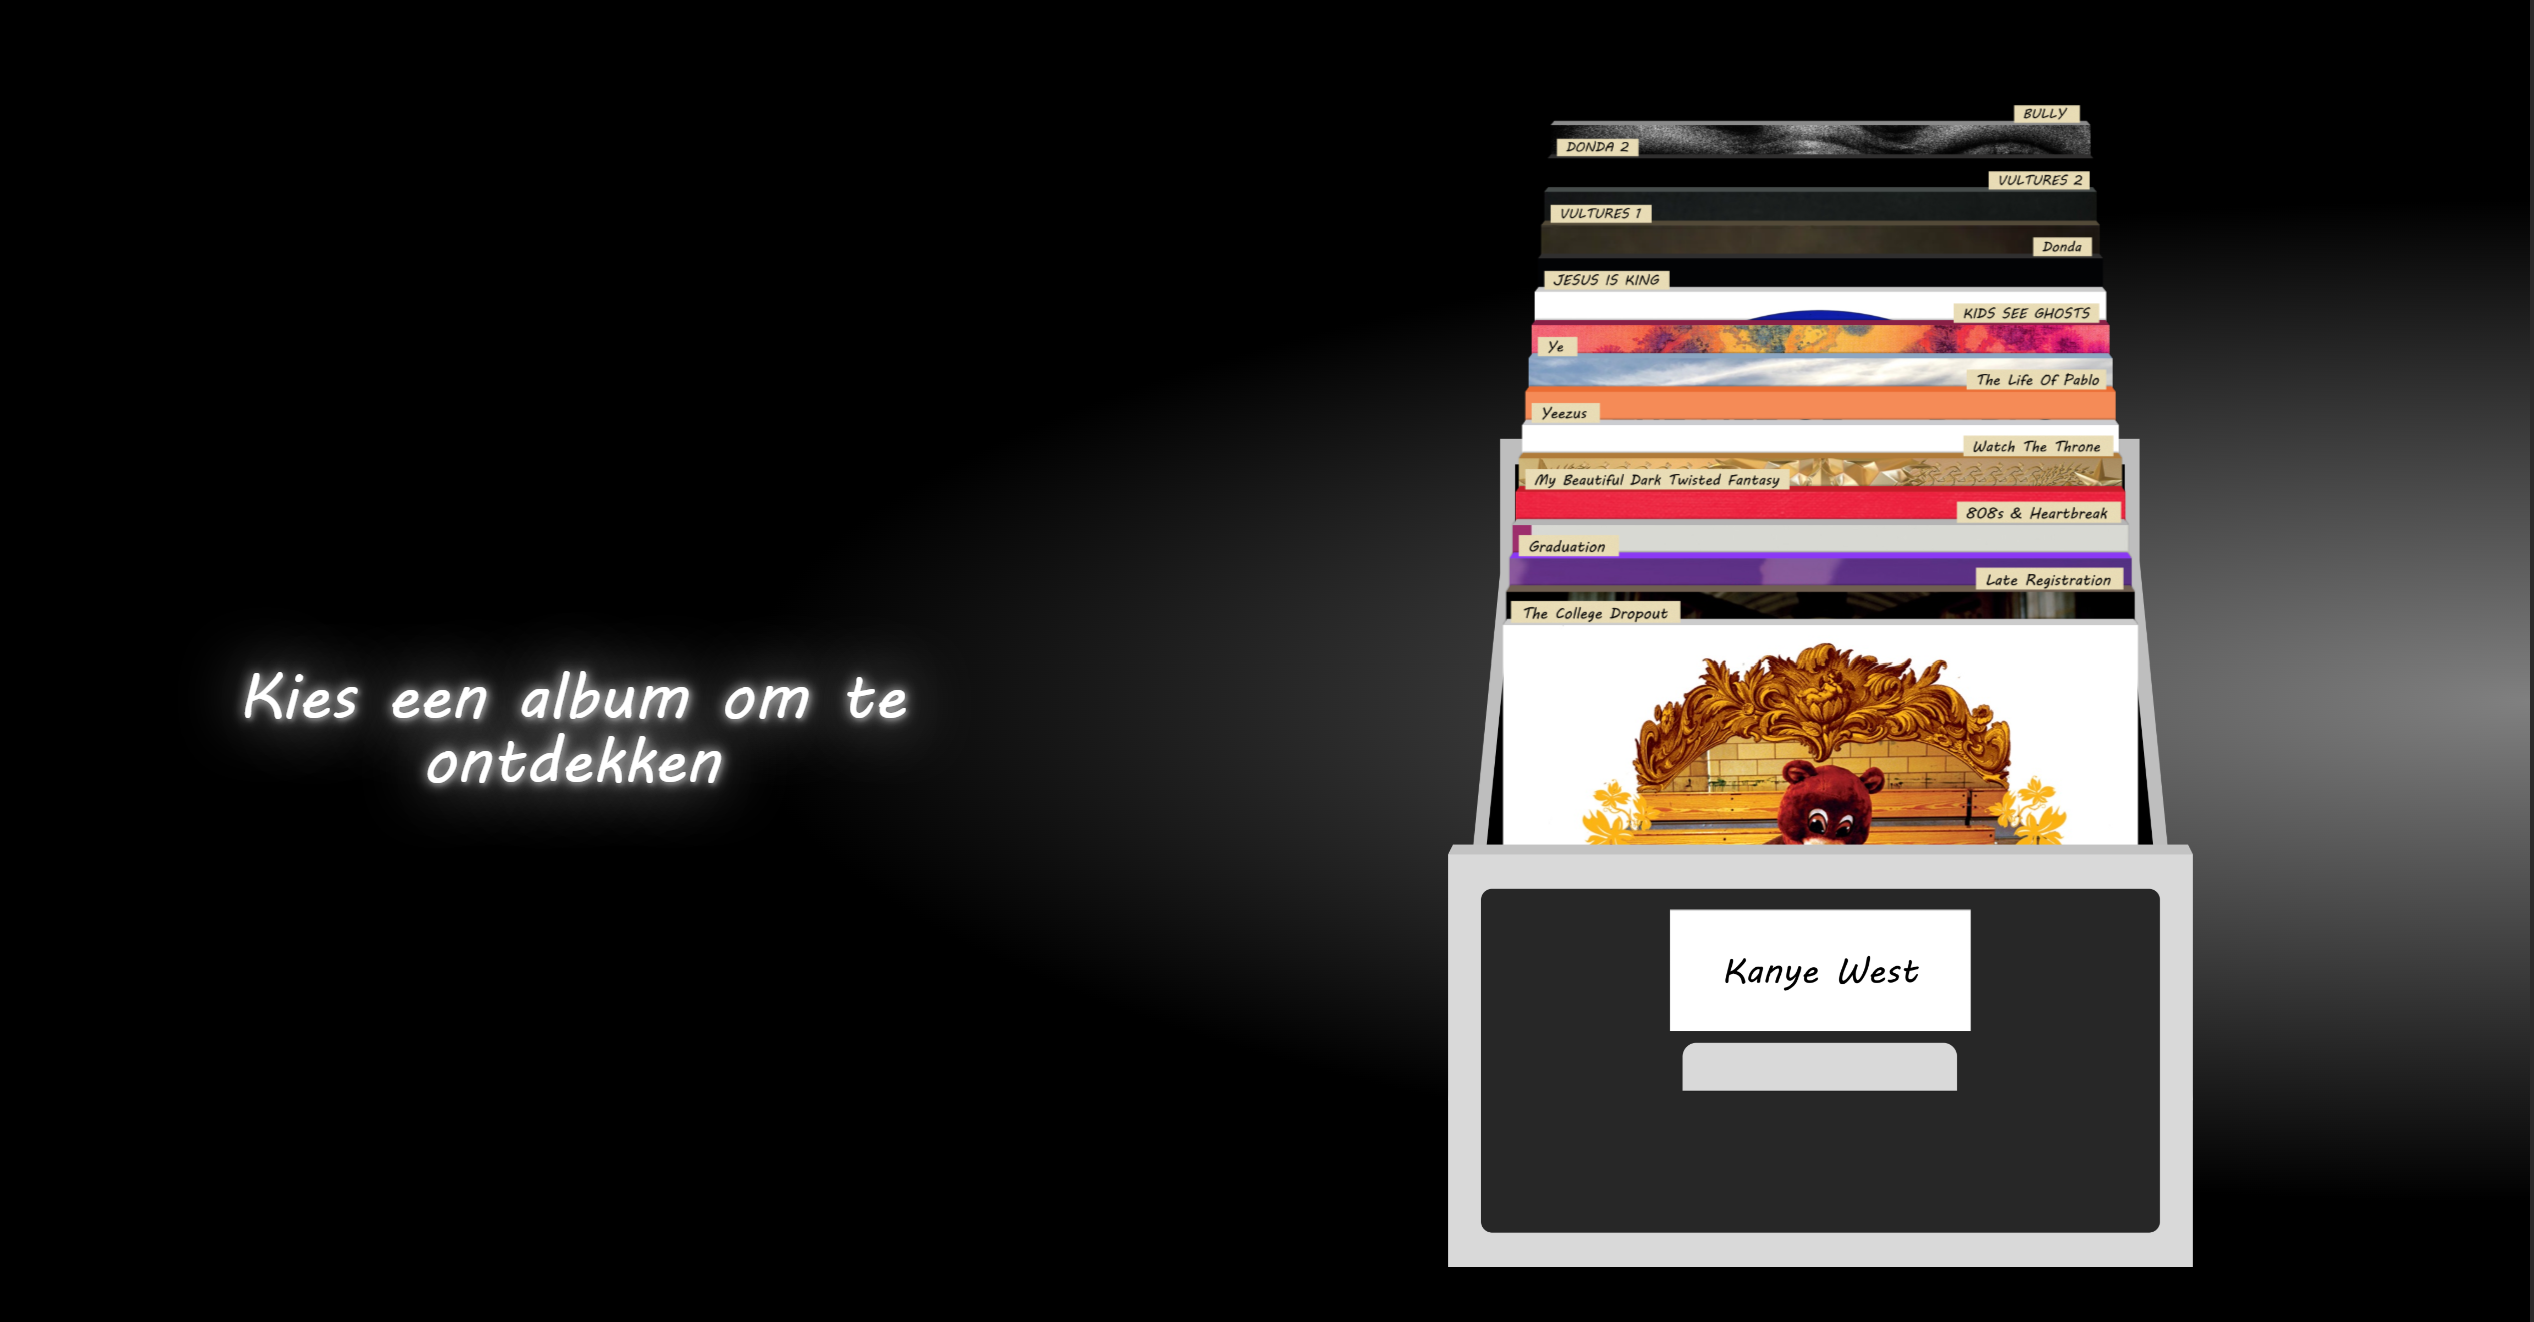 Kies een album om te
ontdekken
BULLY
DONDA 2
VULTURES 2
VULTURES 1
Donda
JESUS IS KING
KIDS SEE GHOSTS
Ye
The Life Of Pablo
Yeezus
Watch The Throne
My Beautiful Dark Twisted Fantasy
808s & Heartbreak
Graduation
Late Registration
The College Dropout
Kanye West